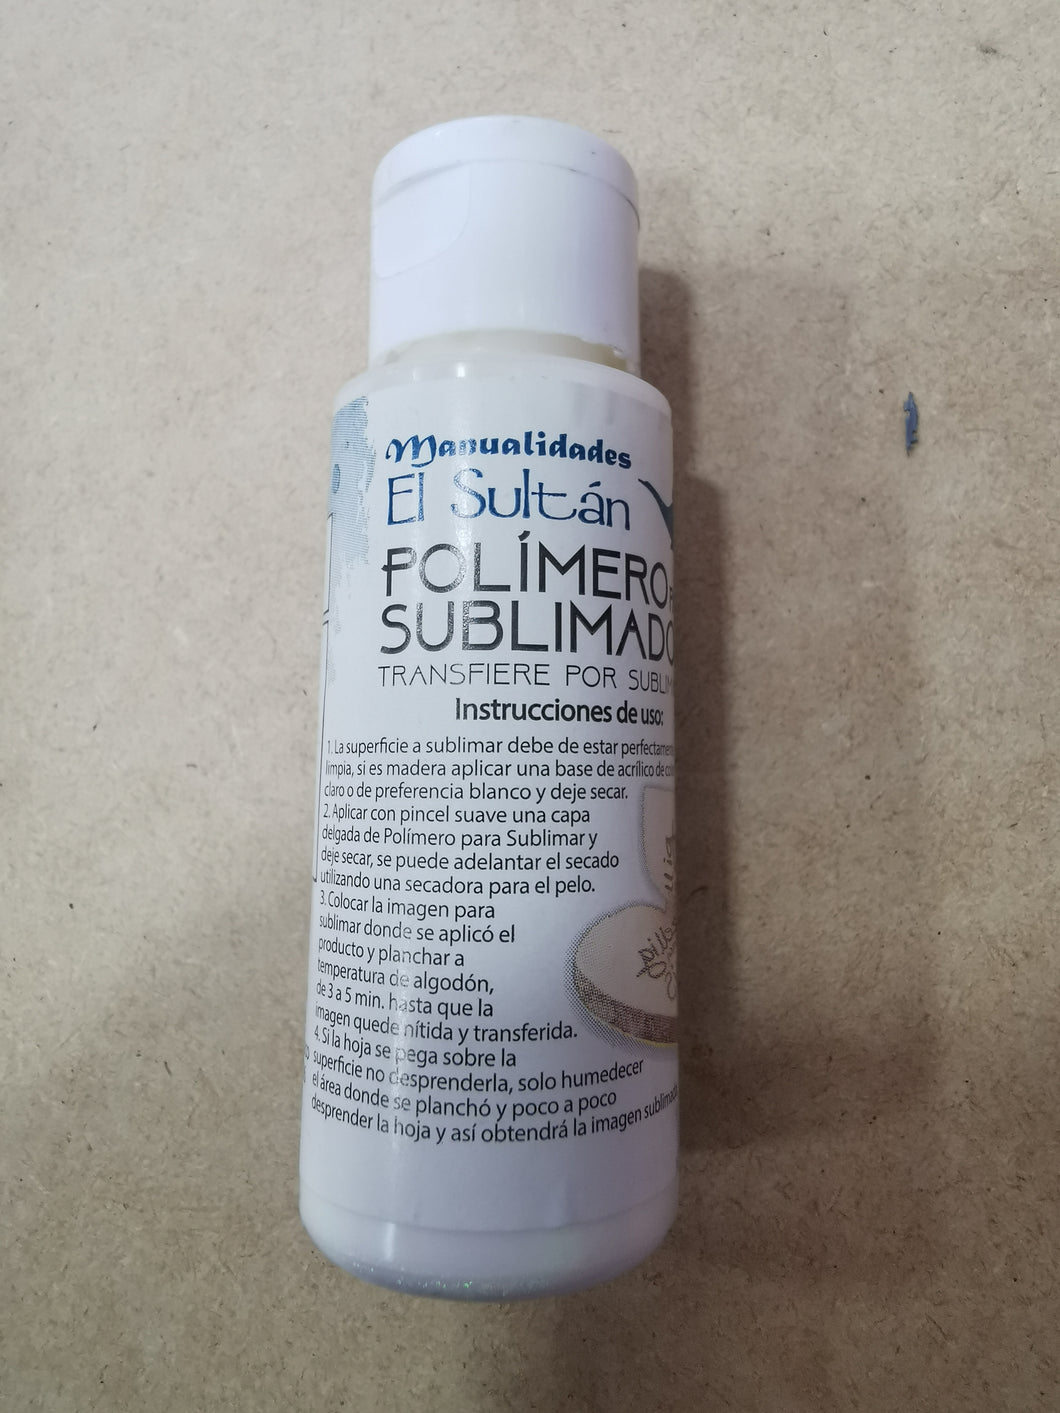 Manualidades
El Sultán
POLÍMERO
SUBLIMADO
TRANSFIERE POR
Instrucciones de uso:
1. La superficie a sublimar debe de estar
limpia, si es madera aplicar una base de acrílico de
claro o de preferencia blanco y deje secar.
2. Aplicar con pincel suave una capa
delgada de Polímero para Sublimar y
deje secar, se puede adelantar el secado
utilizando una secadora para el pelo.
3. Colocar la imagen para
sublimar donde se aplicó el
producto y planchar a
temperatura de algodón,
de 3 a 5 min. hasta que la
imagen quede nítida y transferida.
4. Si la hoja se pega sobre la
superficie no desprenderla, solo humedecer
el área donde se planchó y poco a poco
desprender la hoja y así obtendrá la imagen